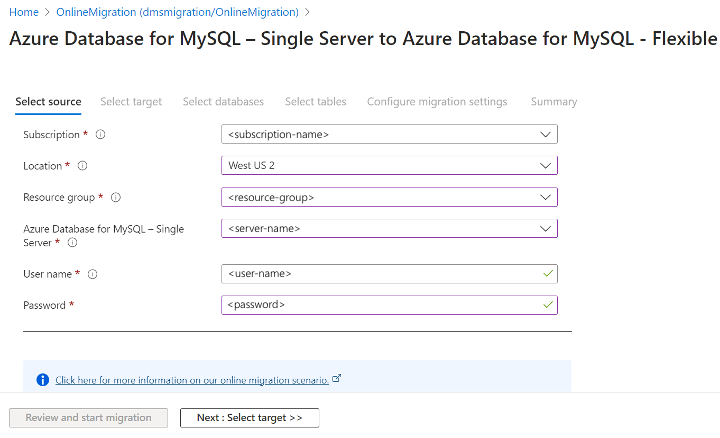 Home > OnlineMigration (dmsmigration/OnlineMigration) >
Azure Database for MySQL – Single Server to Azure Database for MySQL - Flexible
Select source Select target Select databases Select tables Configure migration settings Summary
Subscription * <subscription-name>
Location * West US 2
Resource group * <resource-group>
Azure Database for MySQL – Single <server-name>
Server *
User name * <user-name>
Password * <password>
Click here for more information on our online migration scenario.
Review and start migration Next : Select target >>